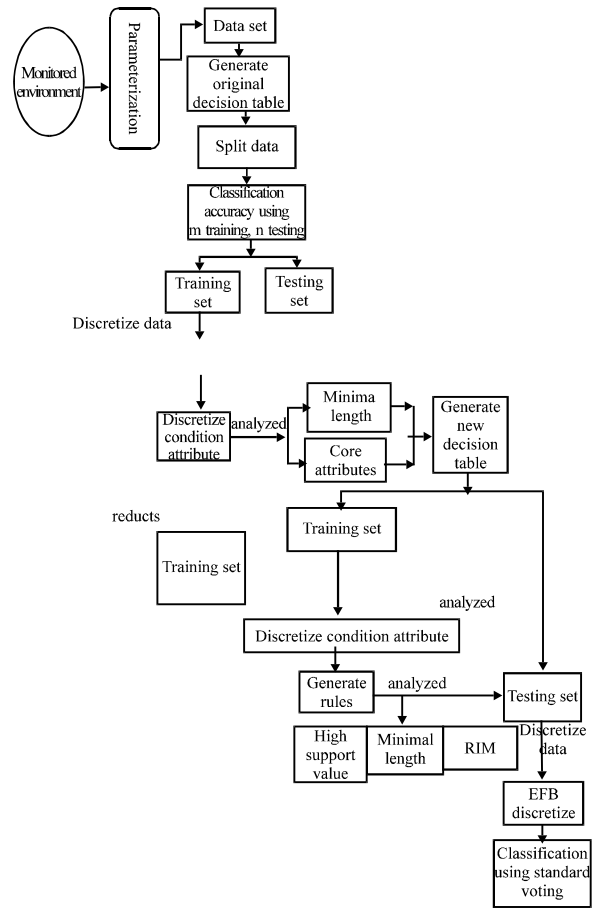 Monitored
environment
Parameterization
Data set
Generate
original
decision table
Split data
Classification
accuracy using
m training, n testing
Training
set
Testing
set
Discretize data
Discretize
condition
attribute
analyzed
Minima
length
Core
attributes
Generate
new
decision
table
reducts
Training set
Training set
analyzed
Discretize condition attribute
Generate
rules
analyzed
Testing set
High
support
value
Minimal
length
RIM
Discretize
data
EFB
discretize
Classification
using standard
voting